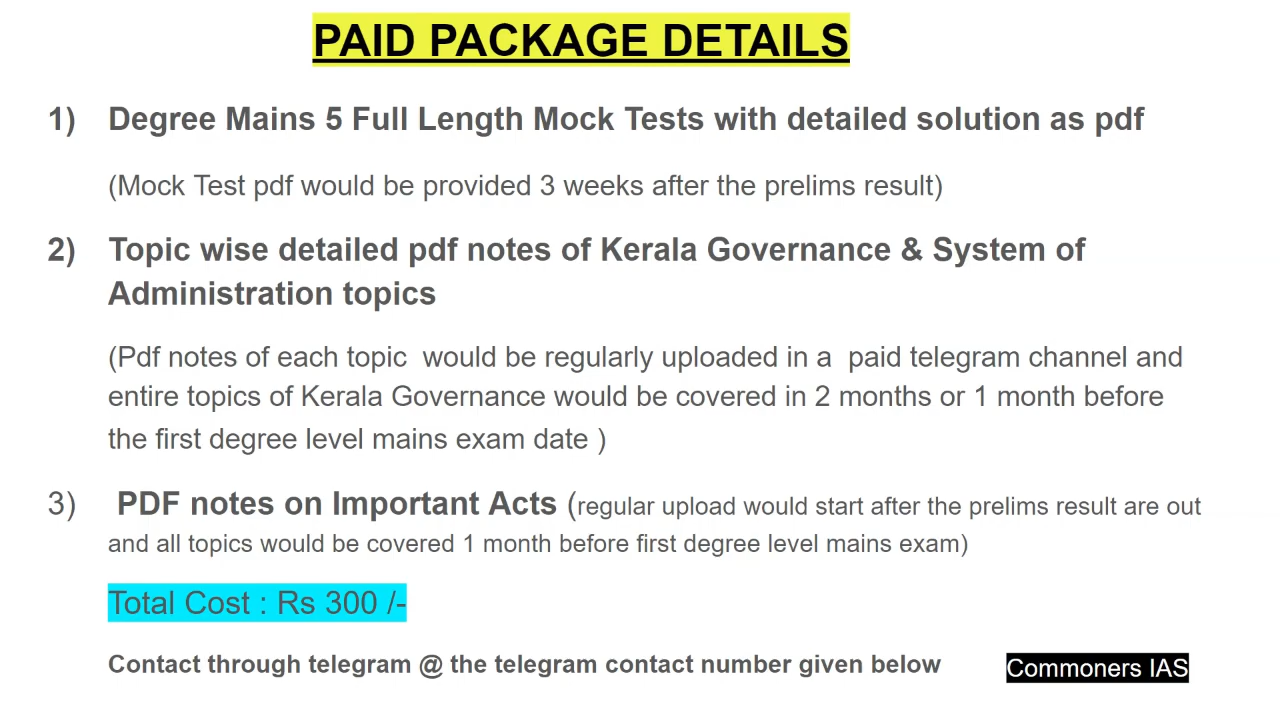 PAID PACKAGE DETAILS
1) Degree Mains 5 Full Length Mock Tests with detailed solution as pdf
(Mock Test pdf would be provided 3 weeks after the prelims result)
2) Topic wise detailed pdf notes of Kerala Governance & System of
Administration topics
(Pdf notes of each topic would be regularly uploaded in a paid telegram channel and
entire topics of Kerala Governance would be covered in 2 months or 1 month before
the first degree level mains exam date )
3) PDF notes on Important Acts (regular upload would start after the prelims result are out
and all topics would be covered 1 month before first degree level mains exam)
Total Cost : Rs 300 /-
Contact through telegram @ the telegram contact number given below
Commoners IAS